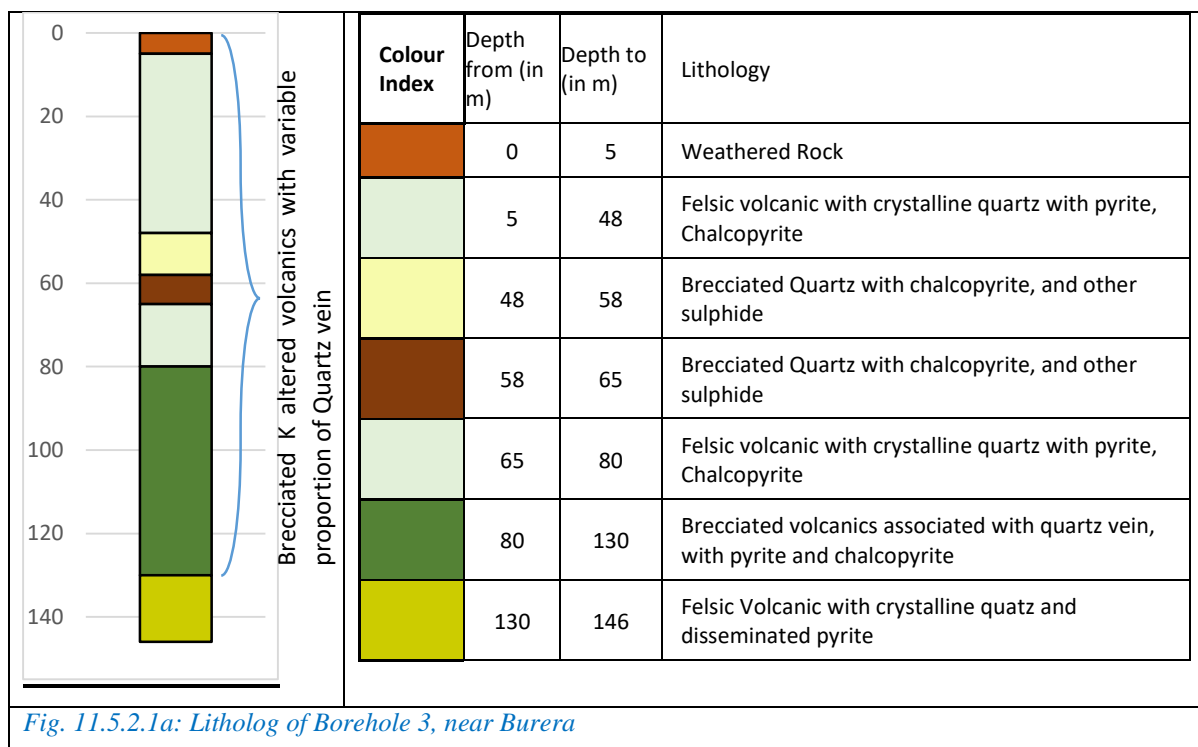 0
20
40
60
80
100
120
140
Brecciated K altered volcanics with variable
proportion of Quartz vein
Colour
Index
Depth
from (in
m)
Depth to
(in m)
Lithology
0
5
Weathered Rock
5
48
Felsic volcanic with crystalline quartz with pyrite,
Chalcopyrite
48
58
Brecciated Quartz with chalcopyrite, and other
sulphide
58
65
Brecciated Quartz with chalcopyrite, and other
sulphide
65
80
Felsic volcanic with crystalline quartz with pyrite,
Chalcopyrite
80
130
Brecciated volcanics associated with quartz vein,
with pyrite and chalcopyrite
130
146
Felsic Volcanic with crystalline quatz and
disseminated pyrite
Fig. 11.5.2.1a: Litholog of Borehole 3, near Burera